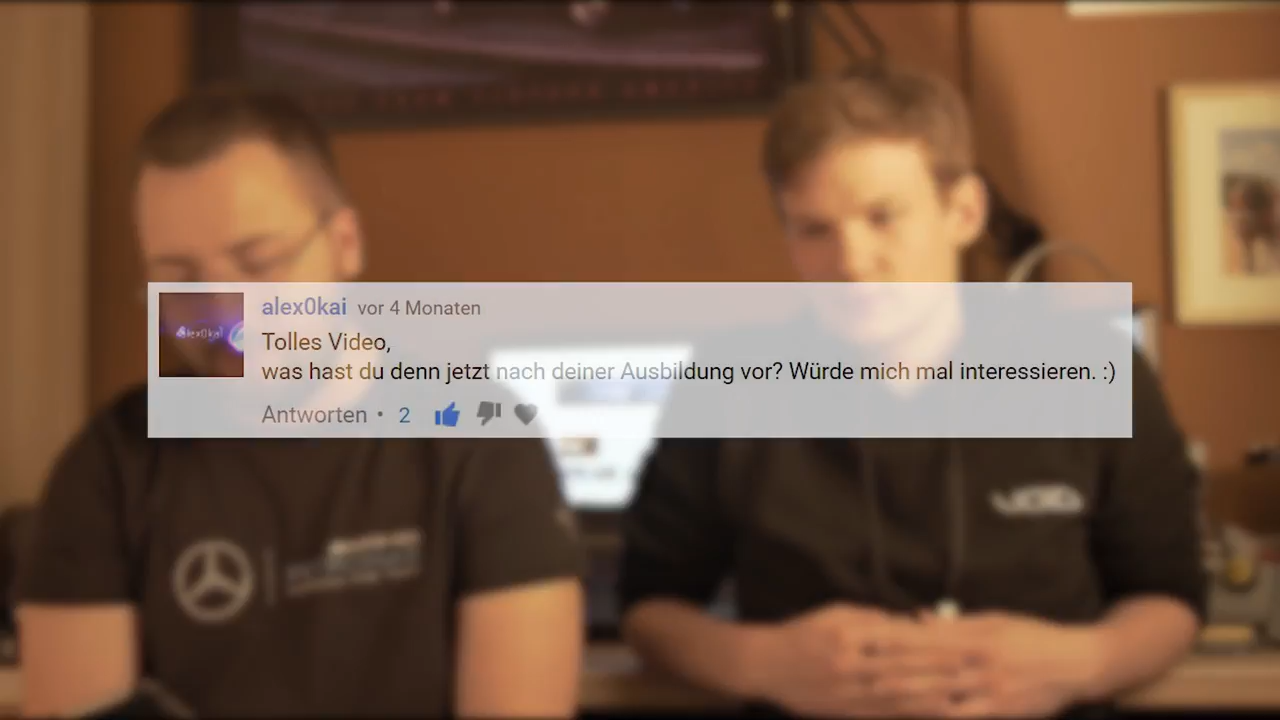 alex0kai vor 4 Monaten
Tolles Video,
was hast du denn jetzt nach deiner Ausbildung vor? Würde mich mal interessieren. :)
Antworten • 2